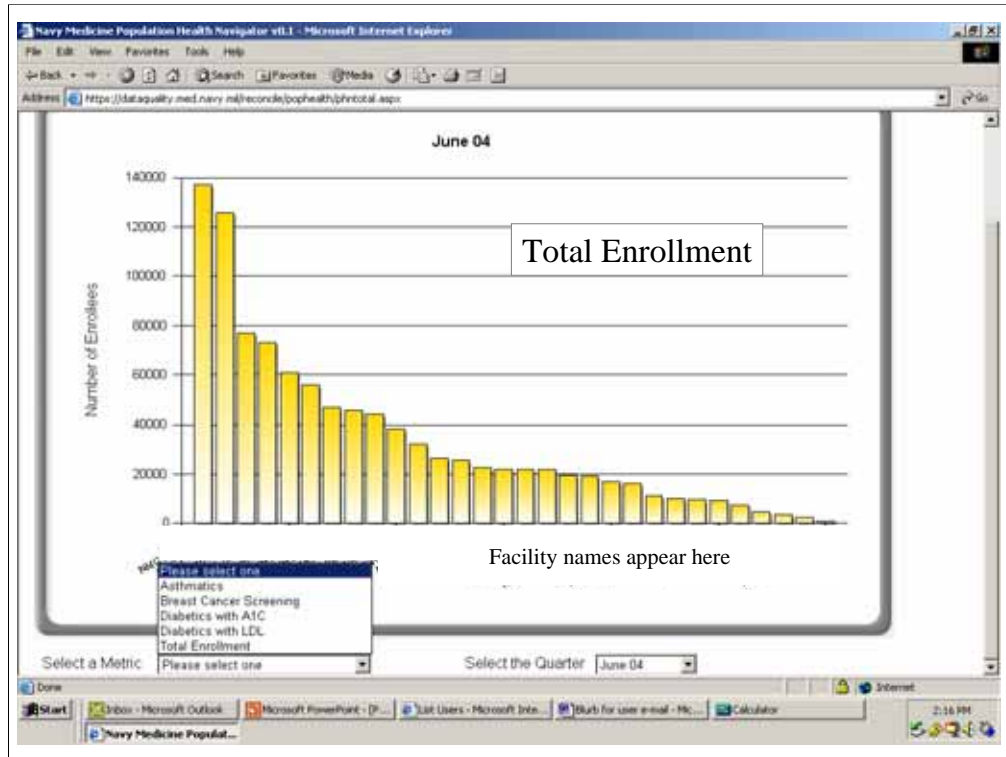 Navy Medicine Population Health Navigator v0.1 - Microsoft Internet Explorer
File Edit View Favorites Tools Help
Back Search Favorites Media
Address https://dataquality.med.navy.mil/reconcile/pophealth/phntotal.aspx Go
June 04
Total Enrollment
Number of Enrollees
140000
120000
100000
80000
60000
40000
20000
0
Facility names appear here
Please select one
Asthmatics
Breast Cancer Screening
Diabetics with A1C
Diabetics with LDL
Total Enrollment
Select a Metric Please select one Select the Quarter June 04
Done Internet
Start Inbox - Microsoft Outlook Microsoft PowerPoint - [P... List Users - Microsoft Inte... Blurb for user e-mail - Mic... Calculator 2:16 PM
Navy Medicine Populat...